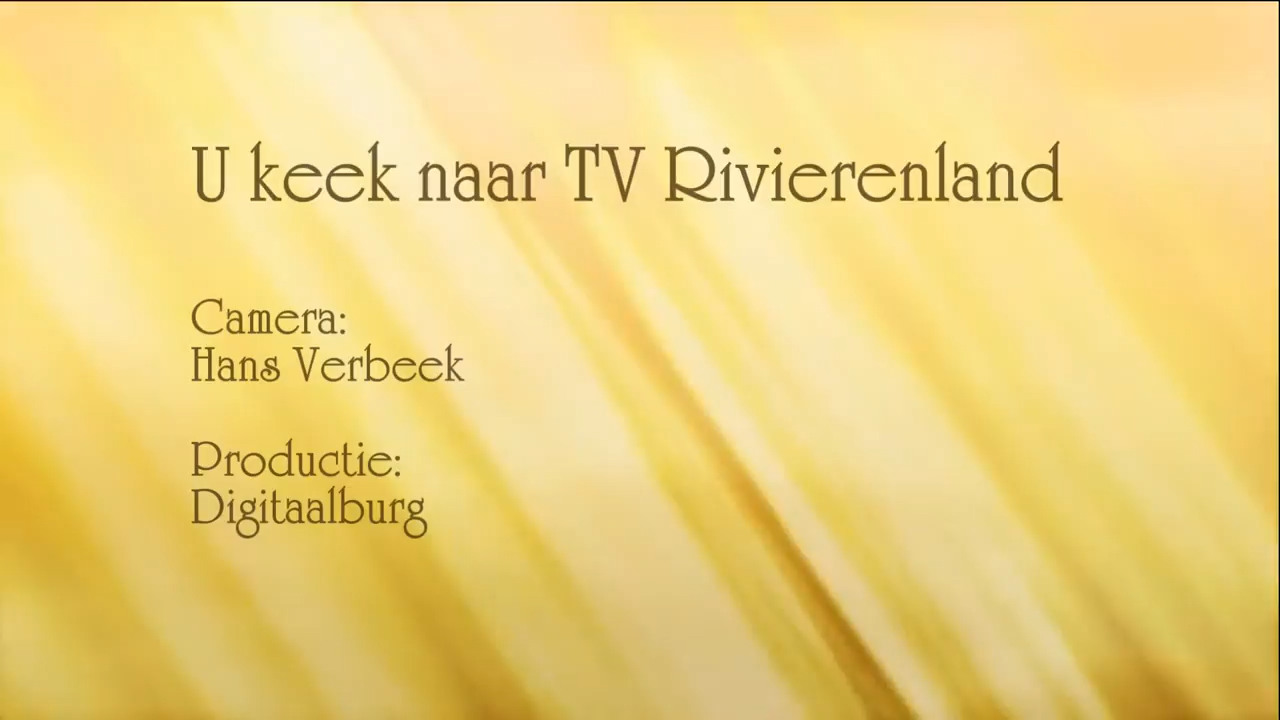 U keek naar TV Rivierenland
Camera:
Hans Verbeek
Productie:
Digitaalburg